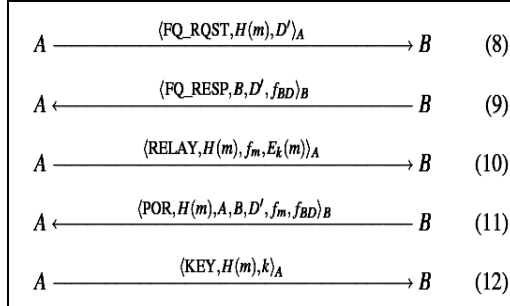 ⟨FQ_RQST, H(m), D′⟩_A
A ⟶ B (8)
⟨FQ_RESP, B, D′, f_BD⟩_B
A ⟵ B (9)
⟨RELAY, H(m), f_m, E_k(m)⟩_A
A ⟶ B (10)
⟨POR, H(m), A, B, D′, f_m, f_BD⟩_B
A ⟵ B (11)
⟨KEY, H(m), k⟩_A
A ⟶ B (12)